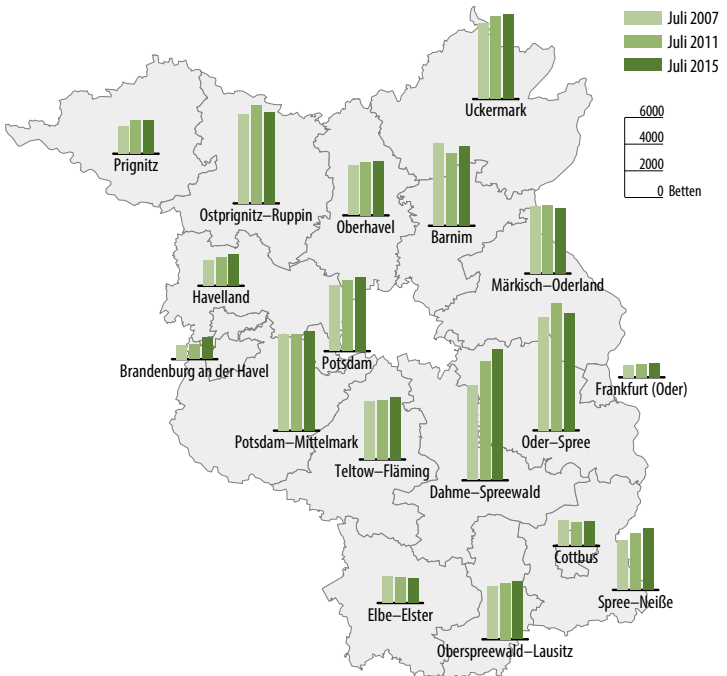 Juli 2007
Juli 2011
Juli 2015
6000
4000
2000
0 Betten
Uckermark
Prignitz
Ostprignitz–Ruppin
Oberhavel
Barnim
Märkisch–Oderland
Havelland
Potsdam
Brandenburg an der Havel
Frankfurt (Oder)
Potsdam–Mittelmark
Oder–Spree
Teltow–Fläming
Dahme–Spreewald
Cottbus
Spree–Neiße
Elbe–Elster
Oberspreewald–Lausitz